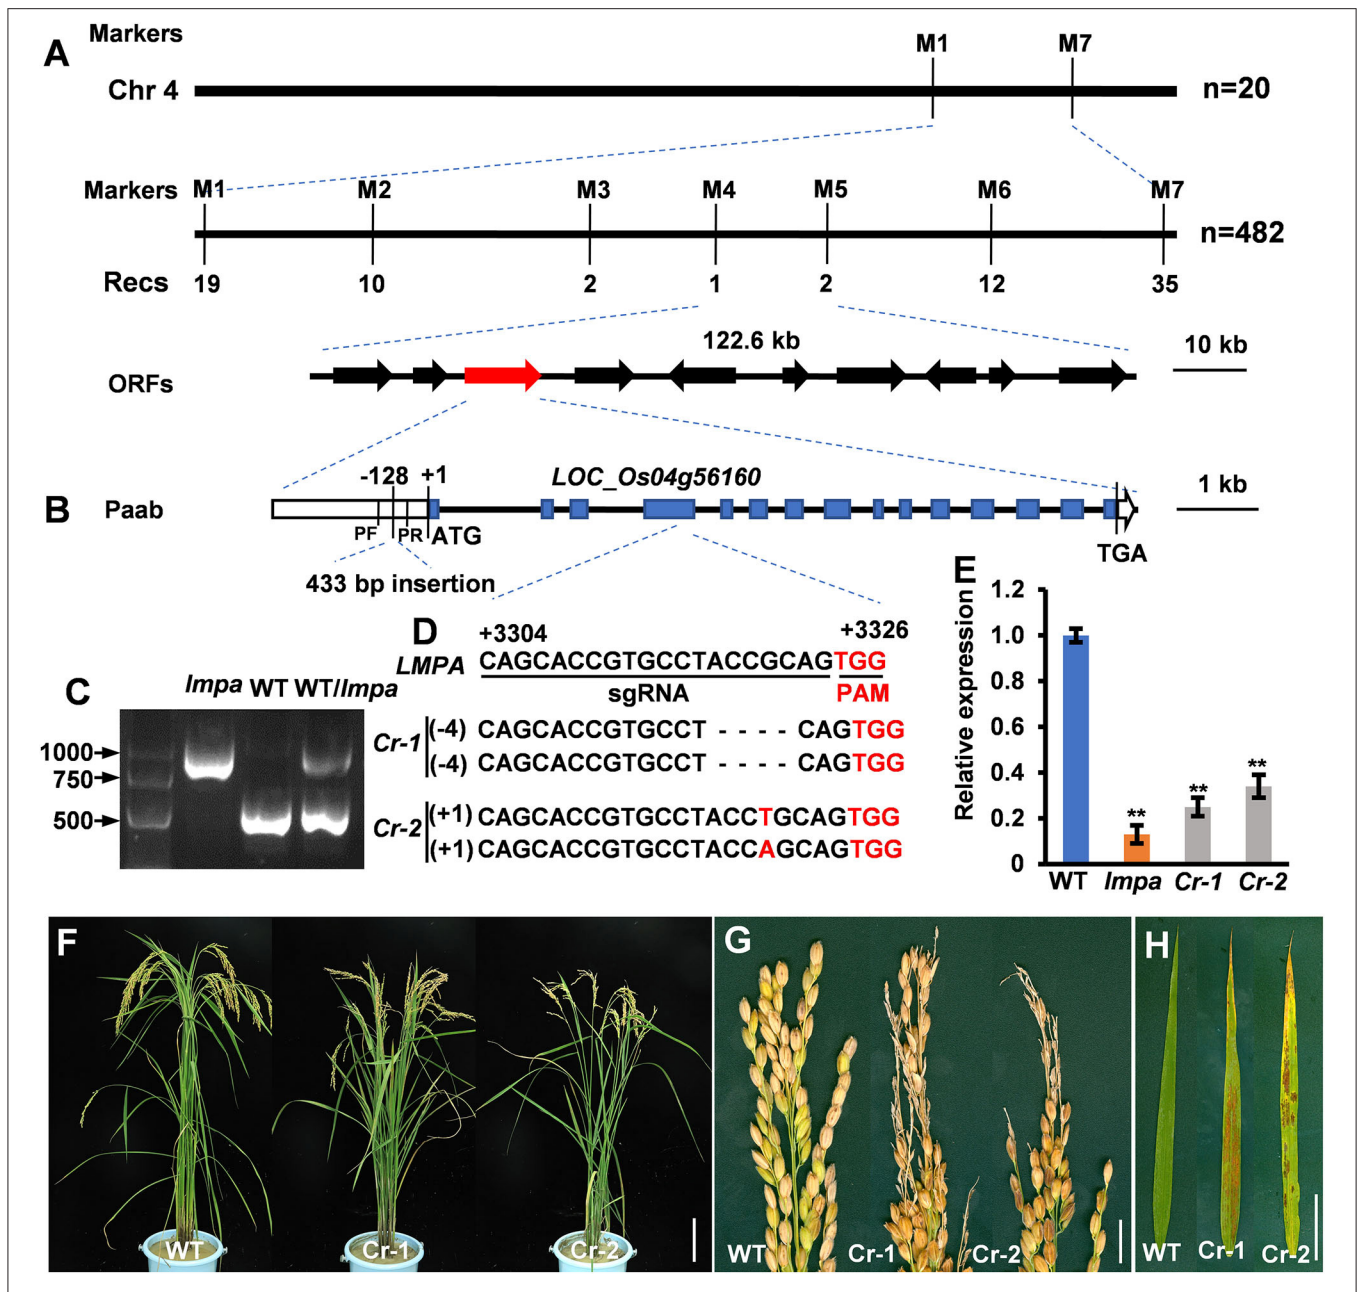 A
Markers
M1 M7
Chr 4
n=20
Markers M1 M2 M3 M4 M5 M6 M7
n=482
Recs 19 10 2 1 2 12 35
122.6 kb
10 kb
ORFs
B
Paab
-128 +1
LOC_Os04g56160
1 kb
PF PR ATG
TGA
433 bp insertion
C
lmpa WT WT/lmpa
1000
750
500
D
+3304 +3326
LMPA CAGCACCGTGCCTACCGCAGTGG
sgRNA PAM
Cr-1
(-4) CAGCACCGTGCCT - - - - CAGTGG
(-4) CAGCACCGTGCCT - - - - CAGTGG
Cr-2
(+1) CAGCACCGTGCCTACCTGCAGTGG
(+1) CAGCACCGTGCCTACCAGCAGTGG
E
Relative expression
1.2
1.0
0.8
0.6
0.4
0.2
0
** ** **
WT lmpa Cr-1 Cr-2
F
WT Cr-1 Cr-2
G
WT Cr-1 Cr-2
H
WT Cr-1 Cr-2